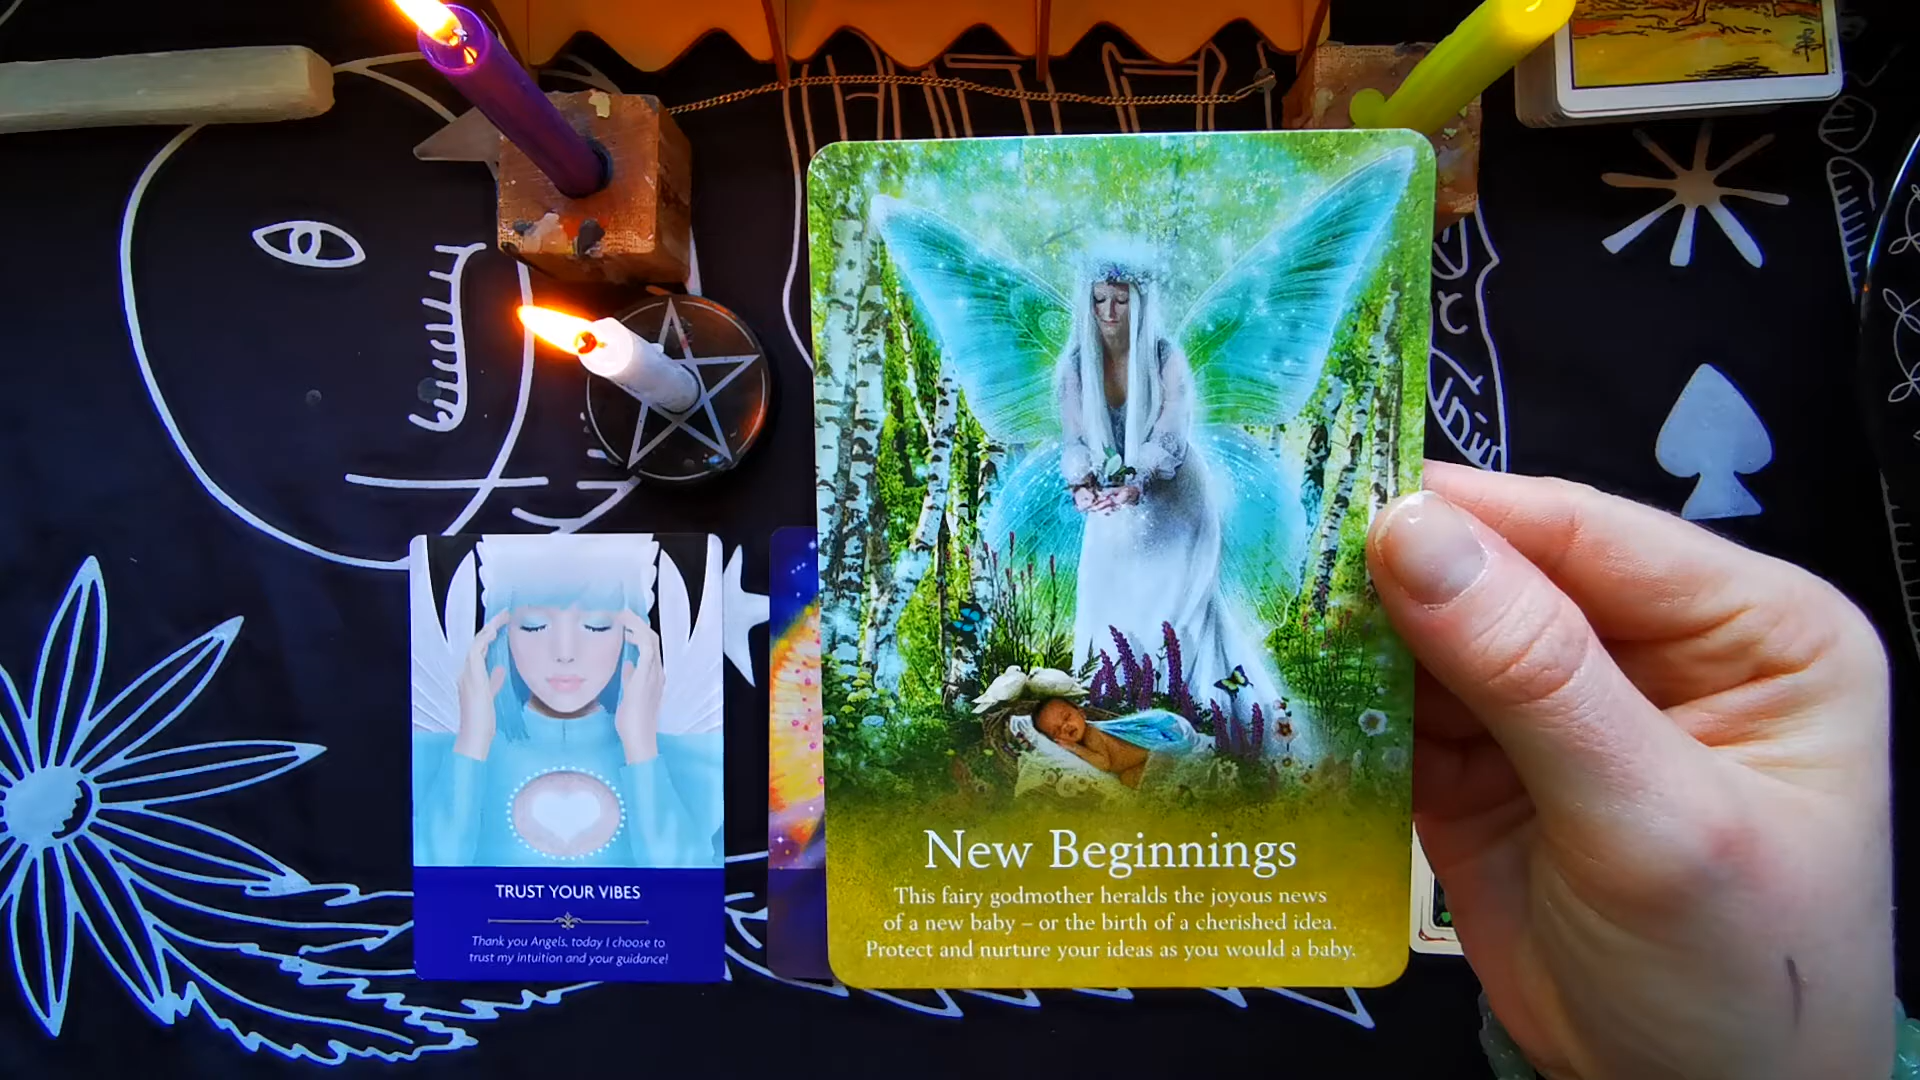 TRUST YOUR VIBES
Thank you Angels, today I choose to
trust my intuition and your guidance!
New Beginnings
This fairy godmother heralds the joyous news
of a new baby – or the birth of a cherished idea.
Protect and nurture your ideas as you would a baby.